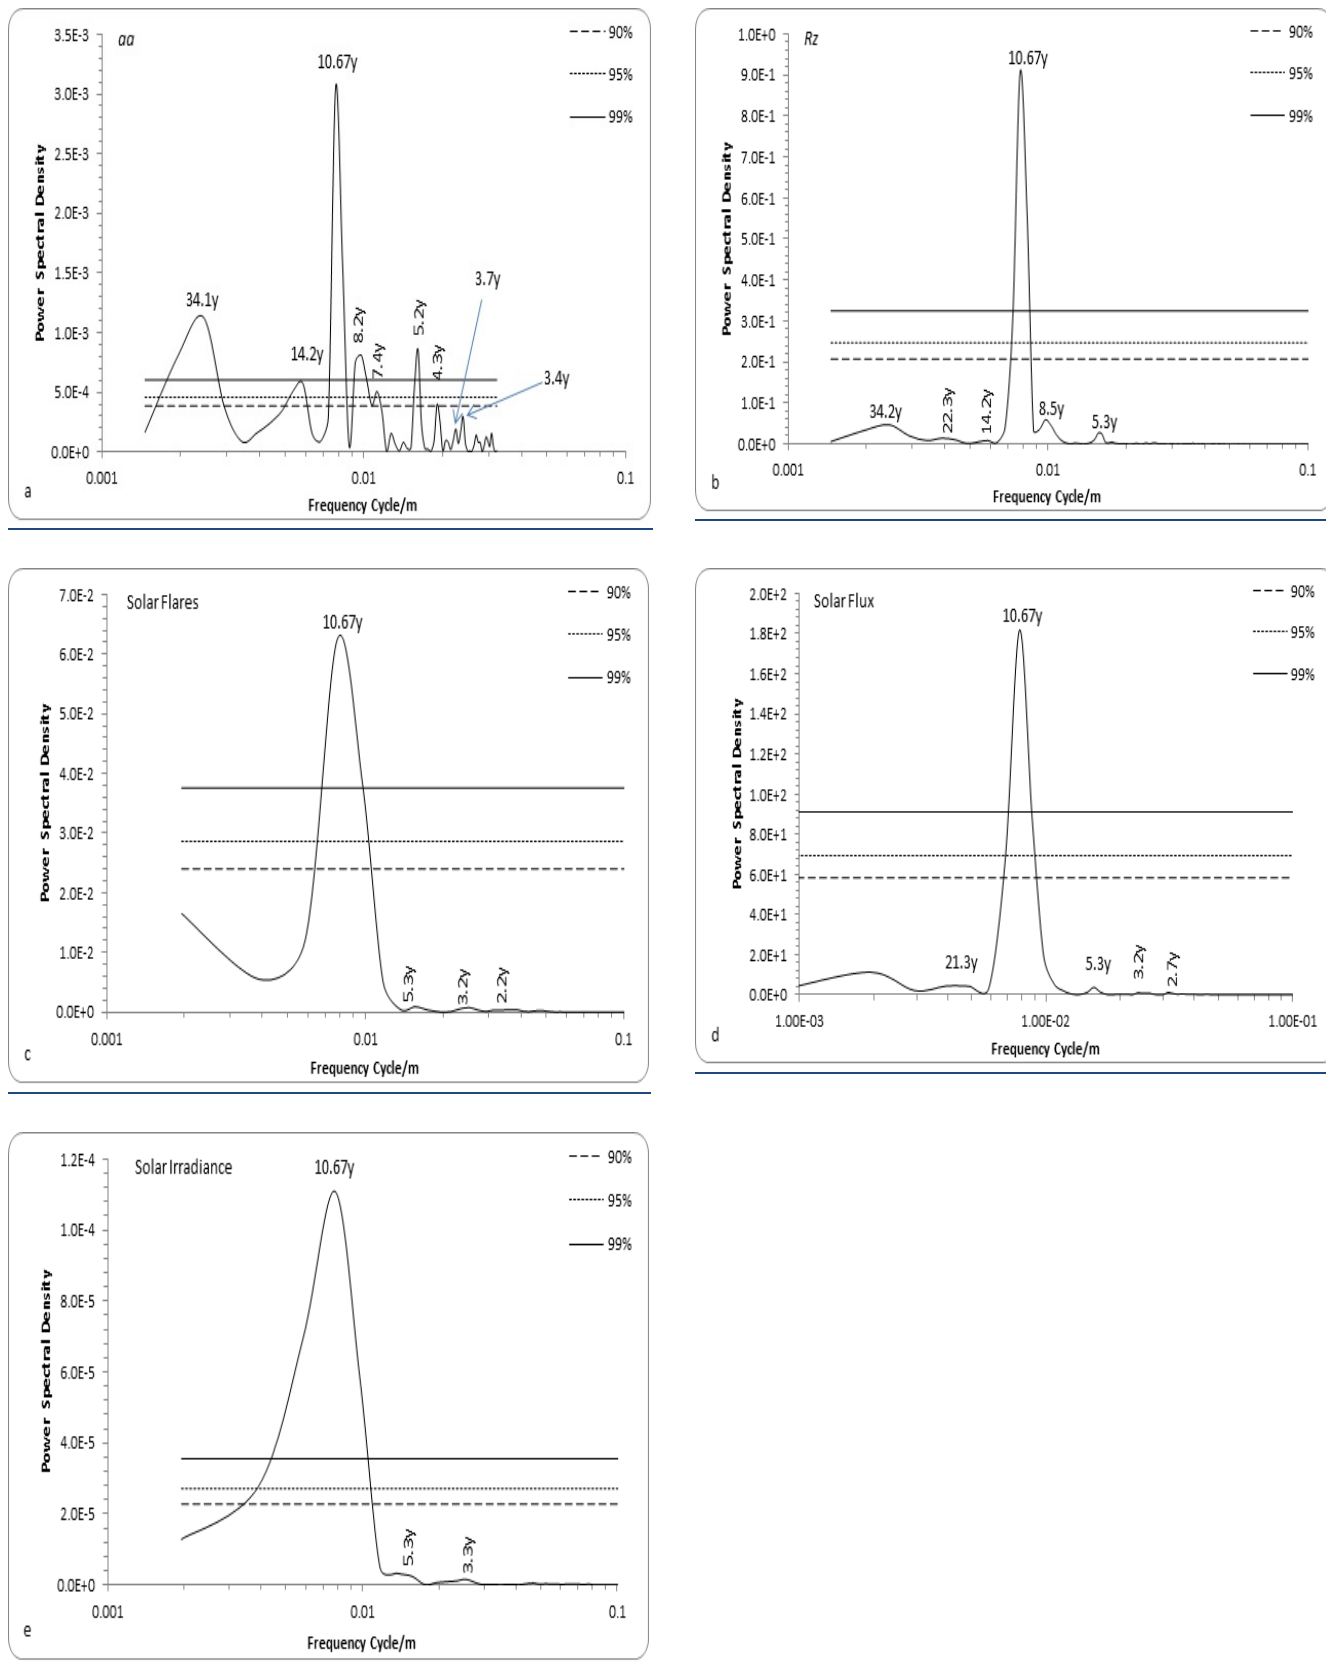 aa
90%
95%
99%
3.5E-3
3.0E-3
2.5E-3
2.0E-3
1.5E-3
1.0E-3
5.0E-4
0.0E+0
Power Spectral Density
10.67y
34.1y
14.2y
8.2y
7.4y
5.2y
4.3y
3.7y
3.4y
0.001
0.01
0.1
Frequency Cycle/m
a
Rz
90%
95%
99%
1.0E+0
9.0E-1
8.0E-1
7.0E-1
6.0E-1
5.0E-1
4.0E-1
3.0E-1
2.0E-1
1.0E-1
0.0E+0
Power Spectral Density
10.67y
34.2y
22.3y
14.2y
8.5y
5.3y
0.001
0.01
0.1
Frequency Cycle/m
b
Solar Flares
90%
95%
99%
7.0E-2
6.0E-2
5.0E-2
4.0E-2
3.0E-2
2.0E-2
1.0E-2
0.0E+0
Power Spectral Density
10.67y
5.3y
3.2y
2.2y
0.001
0.01
0.1
Frequency Cycle/m
c
Solar Flux
90%
95%
99%
2.0E+2
1.8E+2
1.6E+2
1.4E+2
1.2E+2
1.0E+2
8.0E+1
6.0E+1
4.0E+1
2.0E+1
0.0E+0
Power Spectral Density
10.67y
21.3y
5.3y
3.2y
2.7y
1.00E-03
1.00E-02
1.00E-01
Frequency Cycle/m
d
Solar Irradiance
90%
95%
99%
1.2E-4
1.0E-4
8.0E-5
6.0E-5
4.0E-5
2.0E-5
0.0E+0
Power Spectral Density
10.67y
5.3y
3.3y
0.001
0.01
0.1
Frequency Cycle/m
e